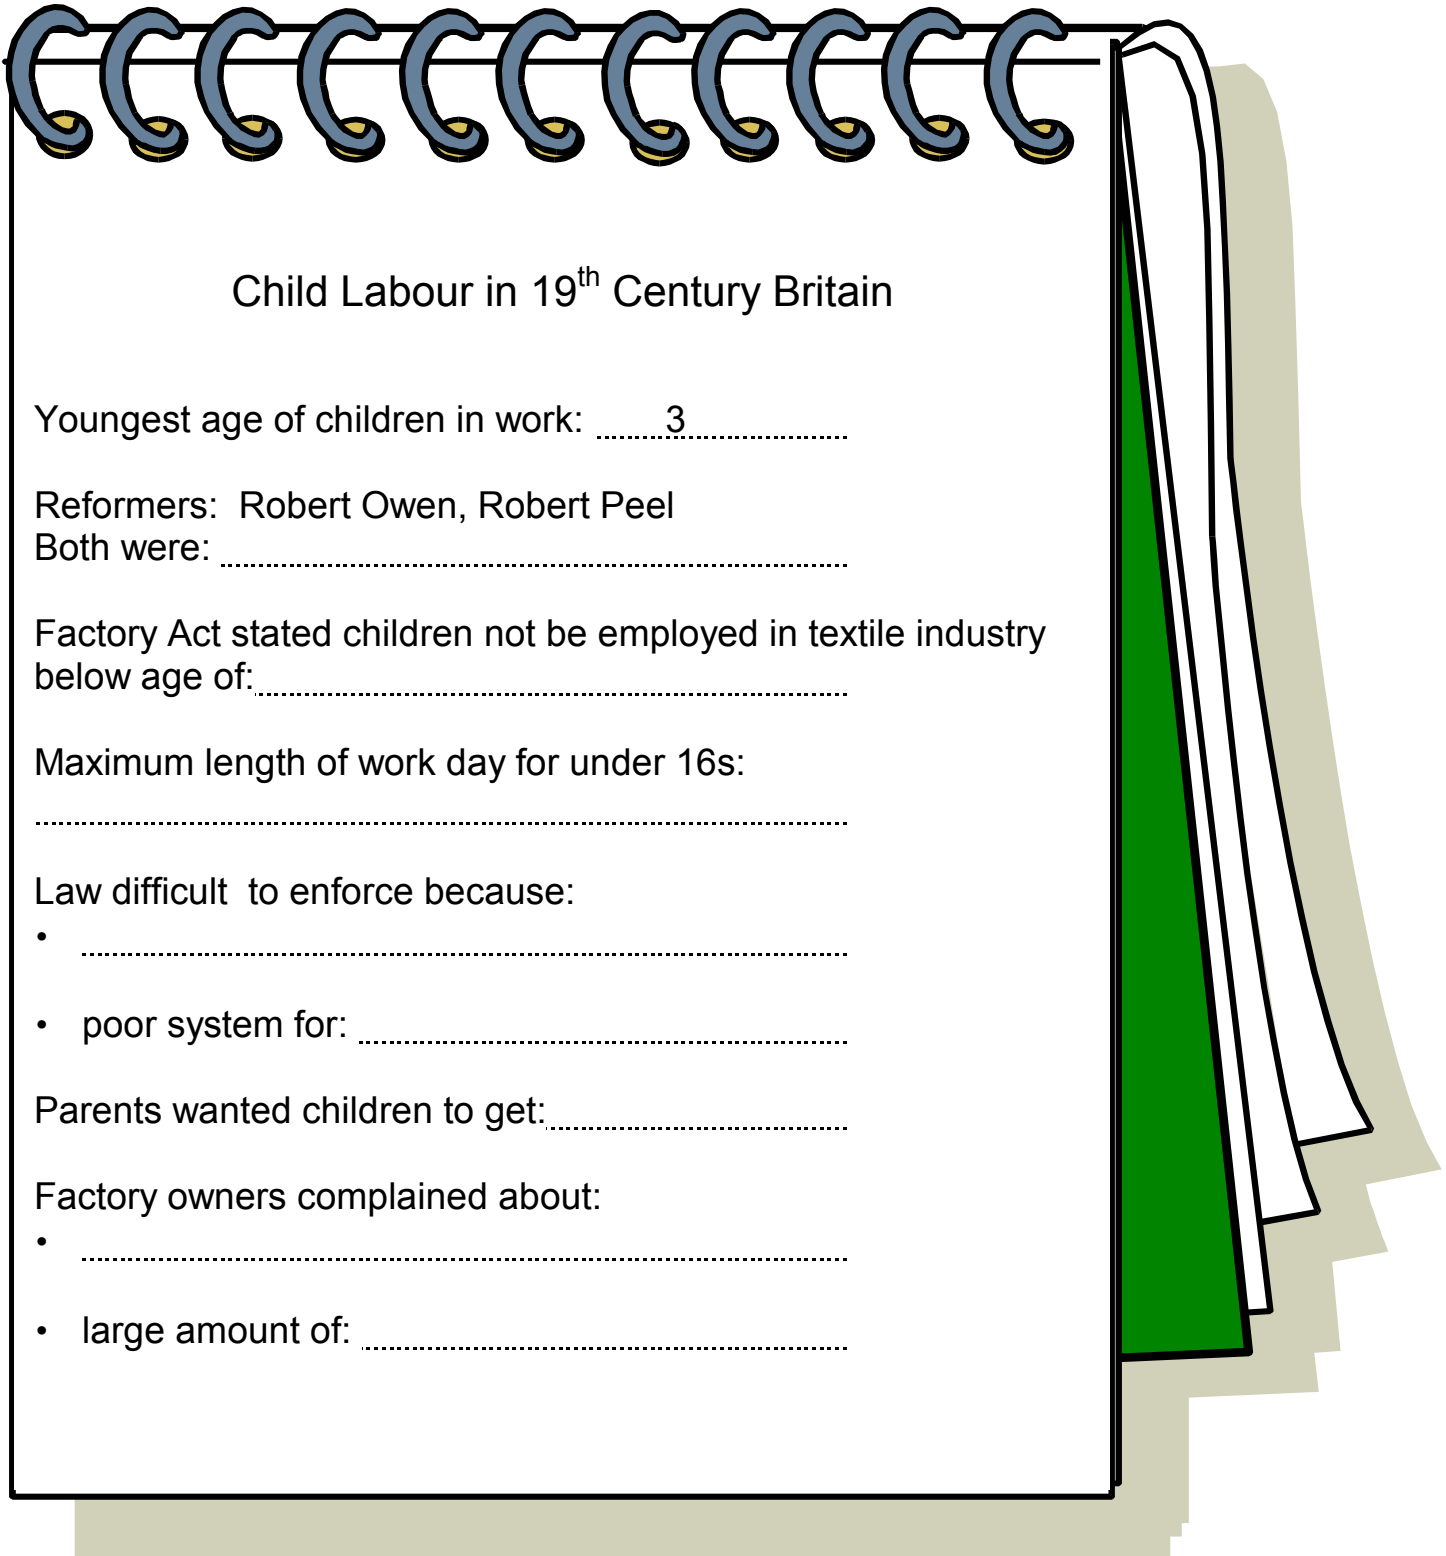 Child Labour in 19th Century Britain
Youngest age of children in work: 3
Reformers: Robert Owen, Robert Peel
Both were:
Factory Act stated children not be employed in textile industry
below age of:
Maximum length of work day for under 16s:
Law difficult to enforce because:
•
• poor system for:
Parents wanted children to get:
Factory owners complained about:
•
• large amount of: